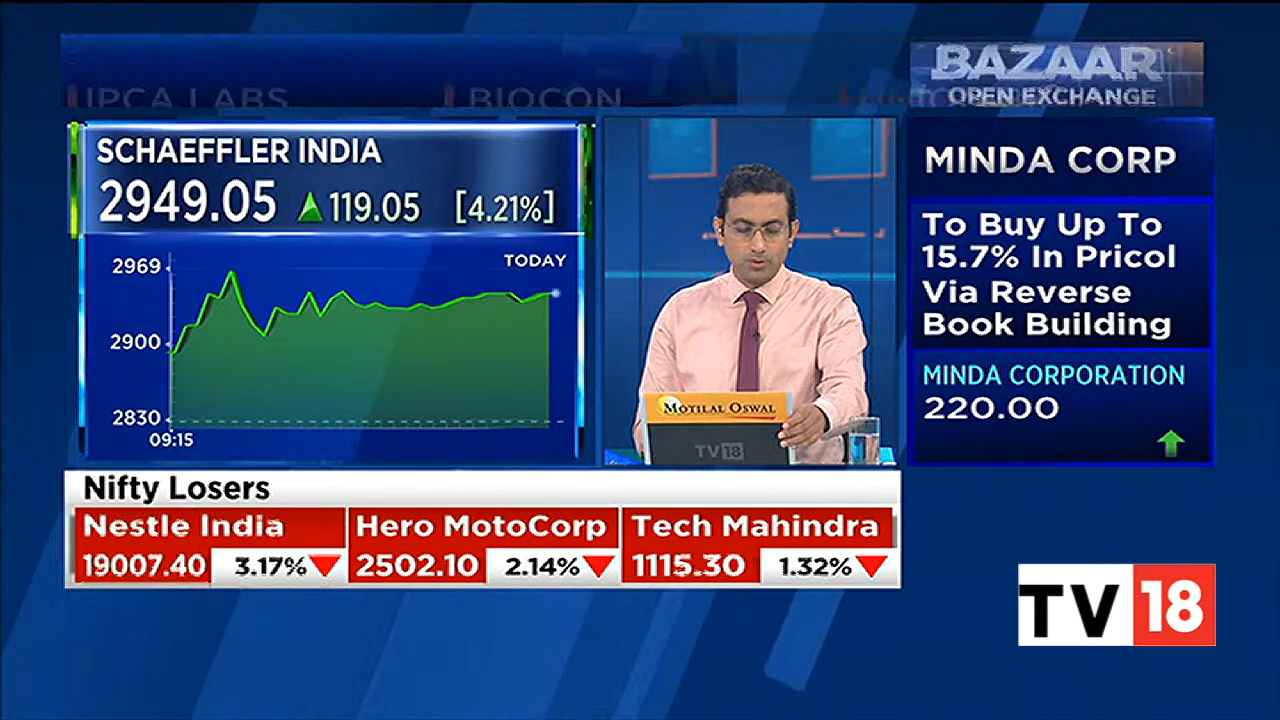 IPCA LABS
BIOCON
BAZAAR
OPEN EXCHANGE
SCHAEFFLER INDIA
2949.05 ▲ 119.05 [4.21%]
TODAY
2969
2900
2830
09:15
MOTILAL OSWAL
TV18
MINDA CORP
To Buy Up To
15.7% In Pricol
Via Reverse
Book Building
MINDA CORPORATION
220.00
Nifty Losers
Nestle India
19007.40 3.17%
Hero MotoCorp
2502.10 2.14%
Tech Mahindra
1115.30 1.32%
TV18